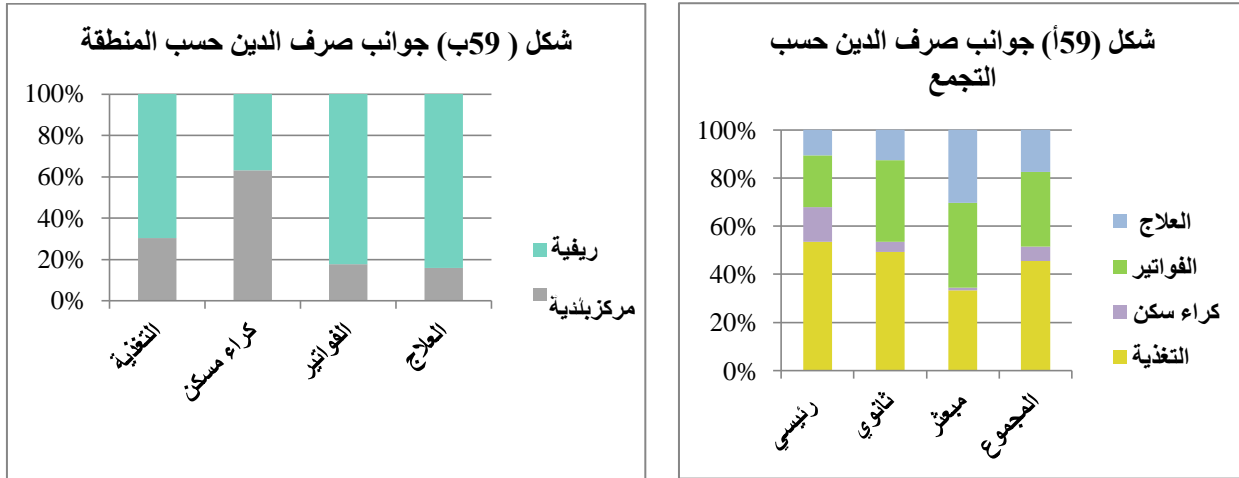 شكل (59أ) جوانب صرف الدين حسب
التجمع
100%
80%
60%
40%
20%
0%
رئيسي
ثانوي
مبعثر
المجموع
العلاج
الفواتير
كراء سكن
التغذية
شكل ( 59ب) جوانب صرف الدين حسب المنطقة
100%
80%
60%
40%
20%
0%
التغذية
كراء مسكن
الفواتير
العلاج
ريفية
مركزبلدية